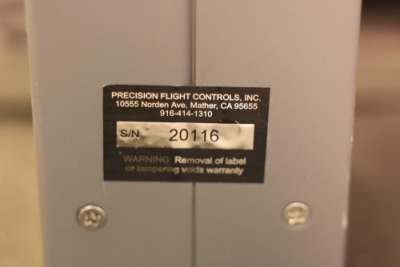 PRECISION FLIGHT CONTROLS, INC.
10555 Norden Ave, Mather, CA 95655
916-414-1310
S/N 20116
WARNING: Removal of label
or tampering voids warranty